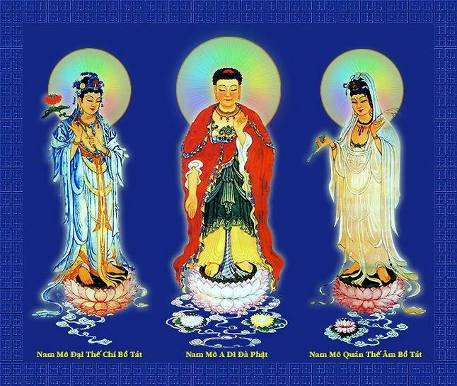 Nam Mô Đại Thế Chí Bồ Tát
Nam Mô A Di Đà Phật
Nam Mô Quán Thế Âm Bồ Tát